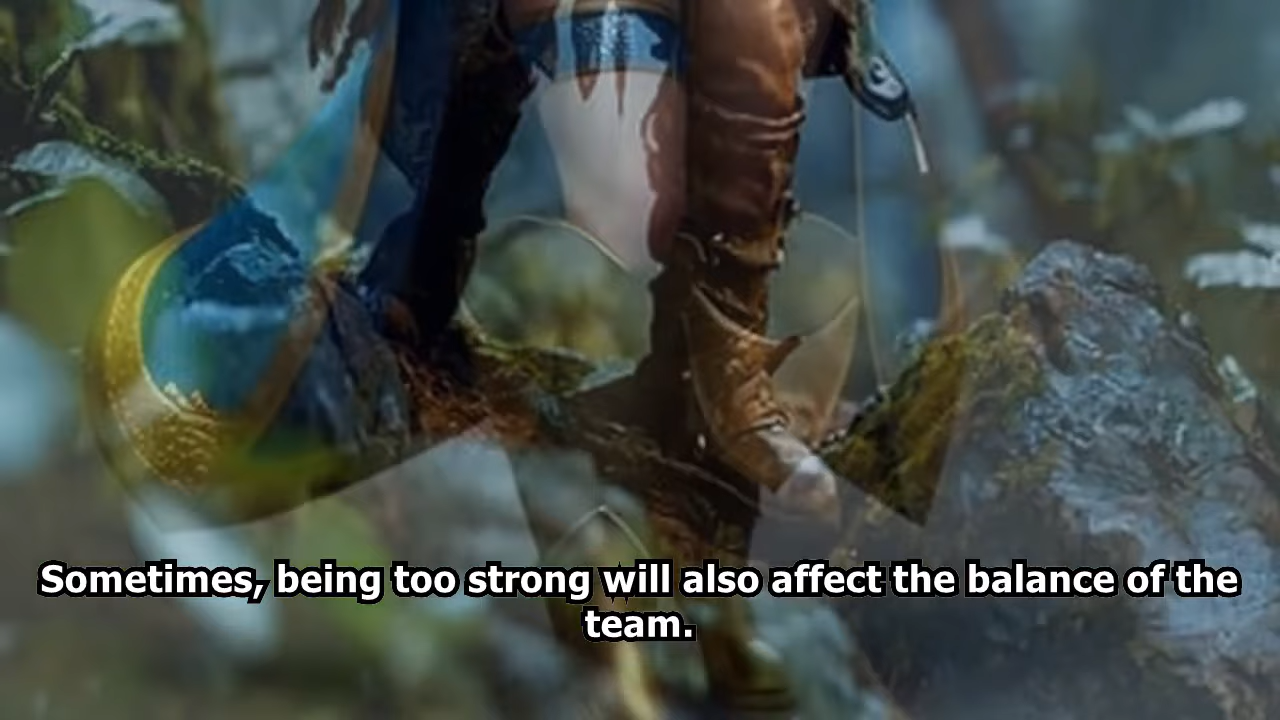 Sometimes, being too strong will also affect the balance of the
team.